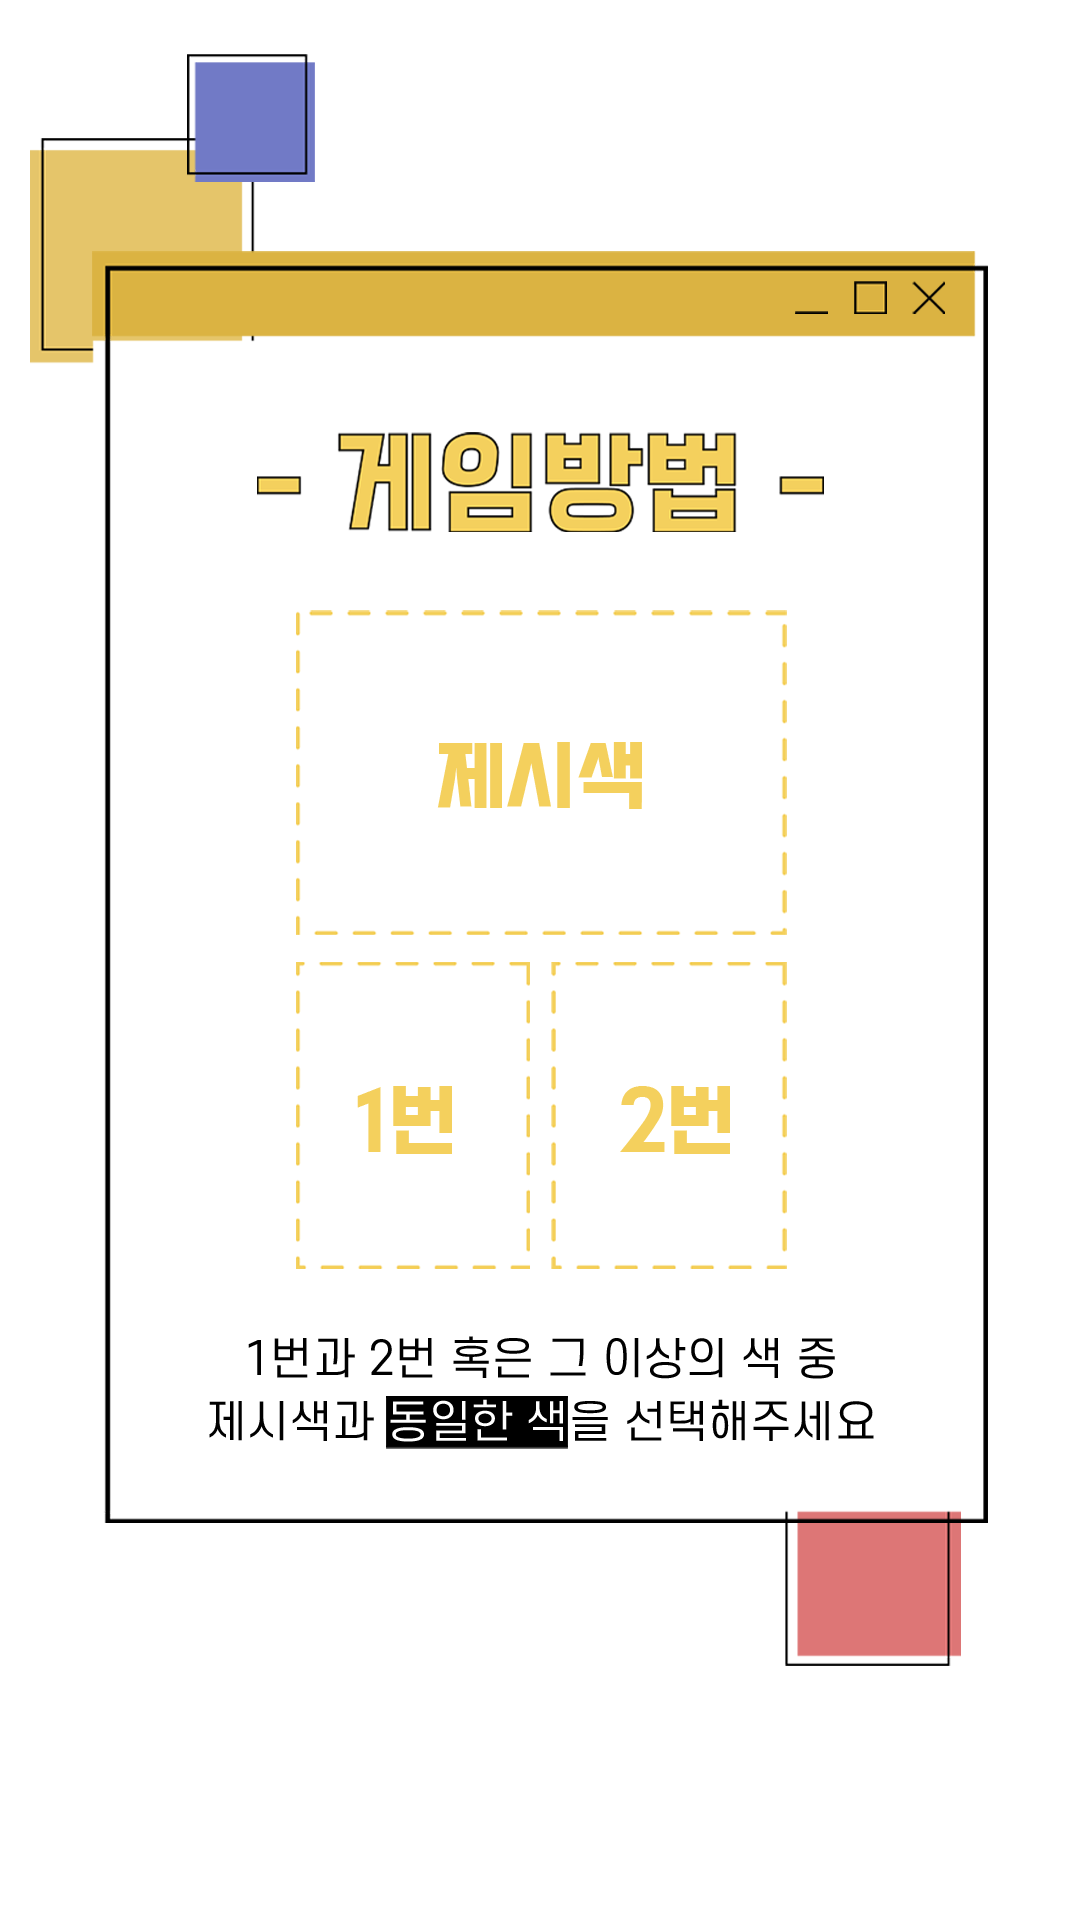 - 게임방법 -
제시색
1번
2번
1번과 2번 혹은 그 이상의 색 중
제시색과 동일한 색을 선택해주세요